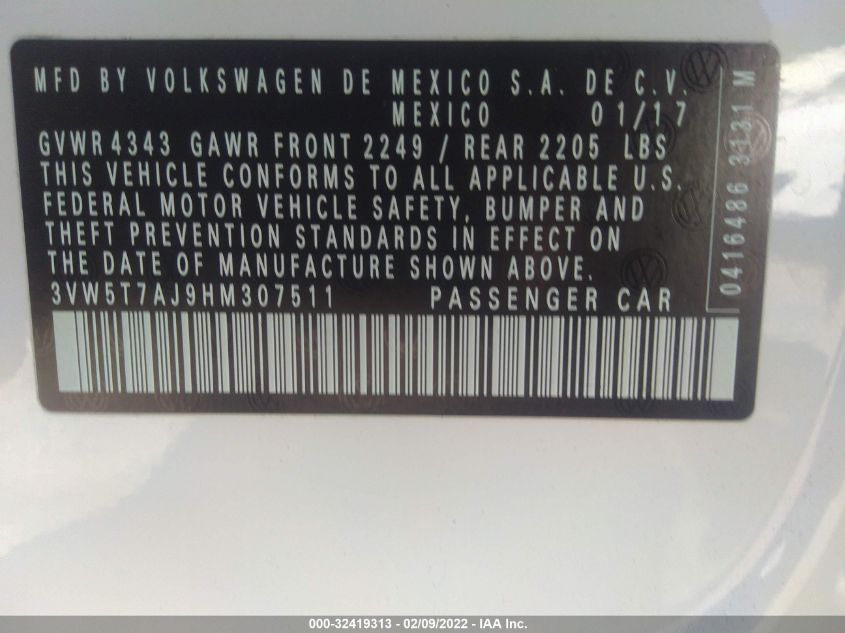 MFD BY VOLKSWAGEN DE MEXICO S.A. DE C.V.
MEXICO 01/17
GVWR 4343 GAWR FRONT 2249 / REAR 2205 LBS
THIS VEHICLE CONFORMS TO ALL APPLICABLE U.S.
FEDERAL MOTOR VEHICLE SAFETY, BUMPER AND
THEFT PREVENTION STANDARDS IN EFFECT ON
THE DATE OF MANUFACTURE SHOWN ABOVE.
3VW5T7AJ9HM307511 PASSENGER CAR
0416486 3131 M
000-32419313 - 02/09/2022 - IAA Inc.